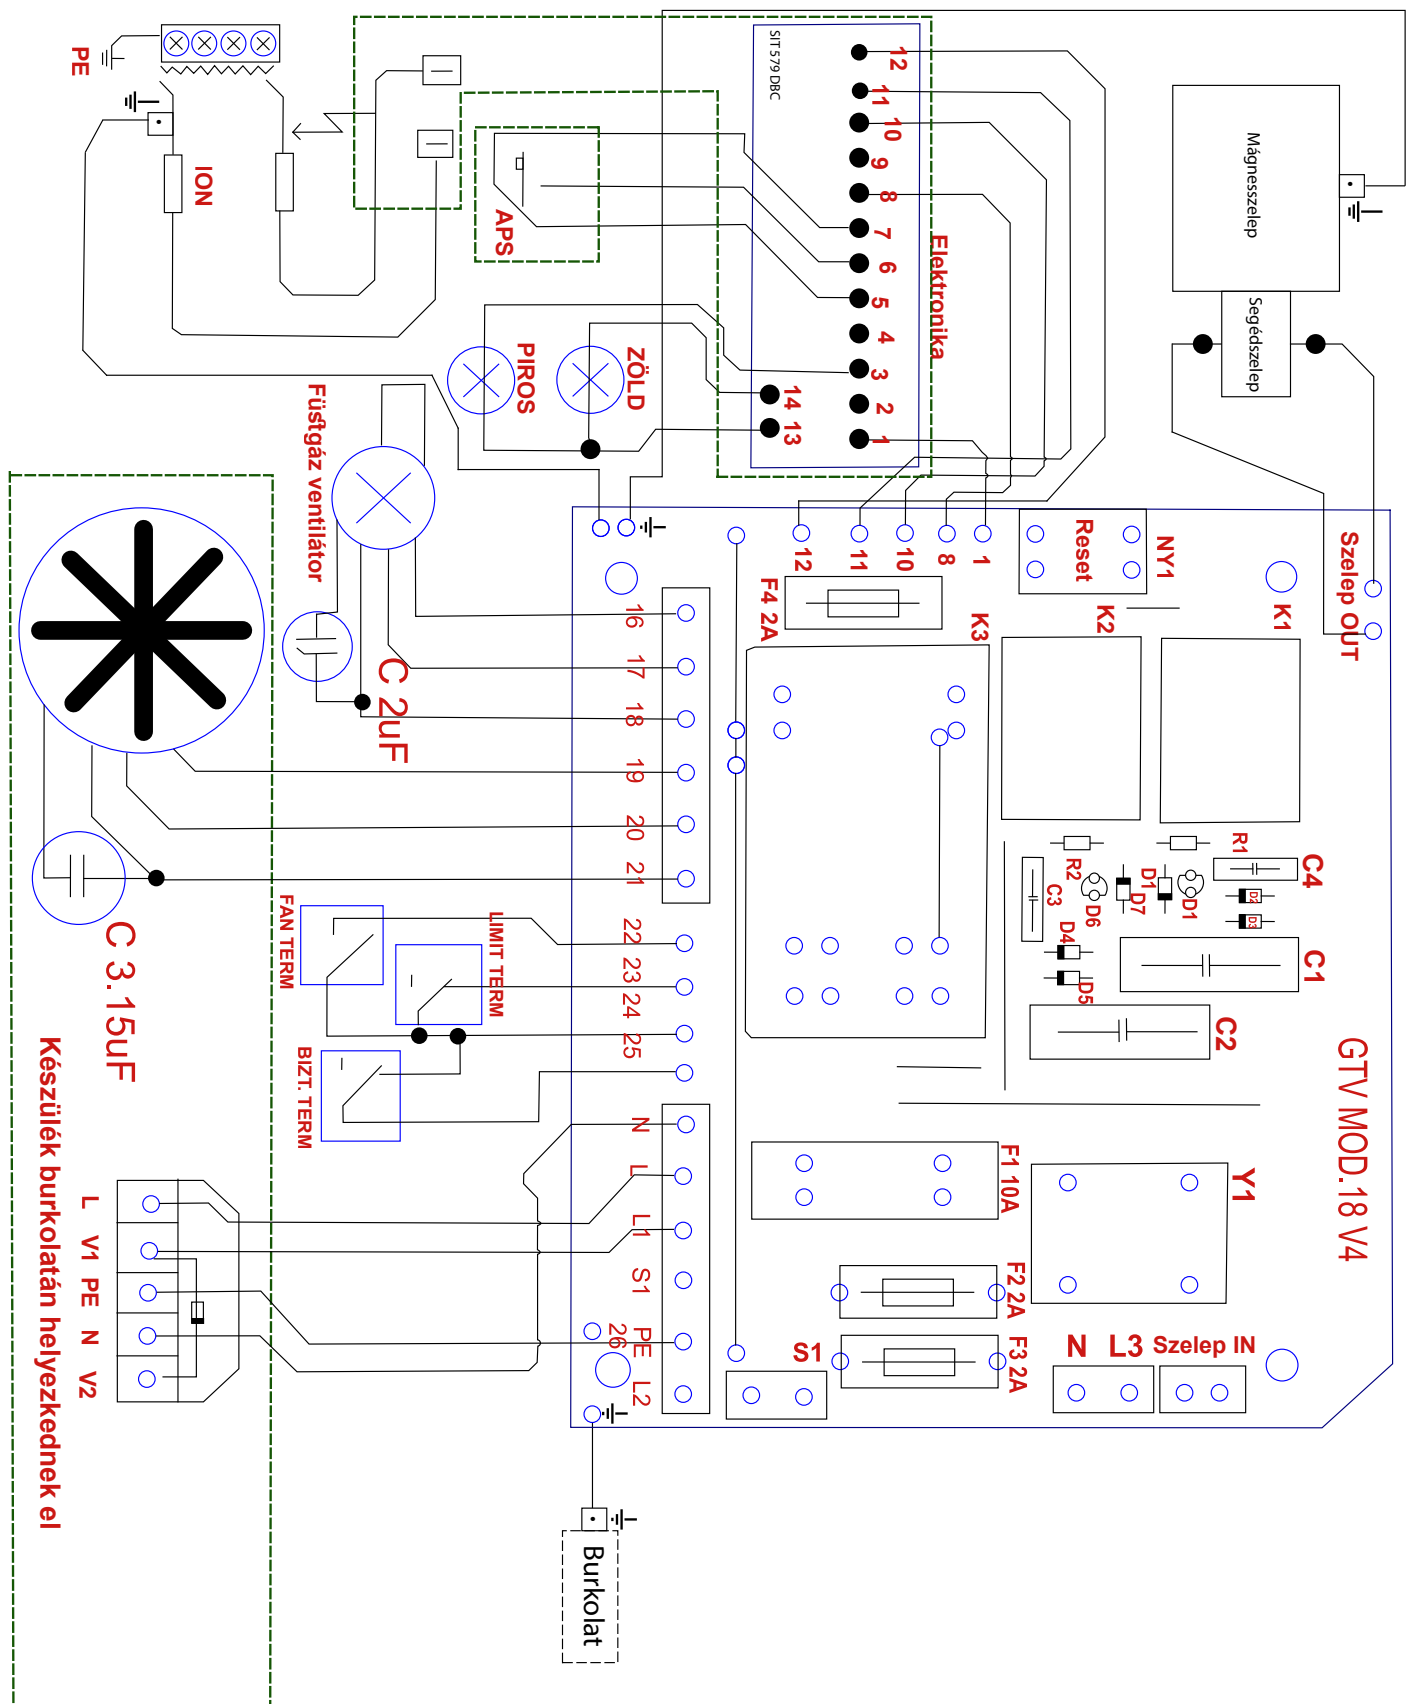 PE
ION
APS
SIT 579 DBC
12
11
10
9
8
7
6
5
4
3
2
1
14
13
Elektronika
Mágnesszelep
Segédszelep
PIROS
ZÖLD
Füstgáz ventilátor
C 2uF
C 3.15uF
Készülék burkolatán helyezkednek el
12
11
10
8
1
Reset
NY1
Szelep OUT
F4 2A
K3
K2
K1
16
17
18
19
20
21
22
23
24
25
FAN TERM
LIMIT TERM
BIZT. TERM
R2
R1
C3
D6
D7
D1
D1
C4
D2
D3
D4
D5
C1
C2
GTV MOD.18 V4
F1 10A
Y1
F2 2A
F3 2A
N
L
L1
S1
PE
26
L2
S1
N
L3
Szelep IN
L
V1
PE
N
V2
Burkolat